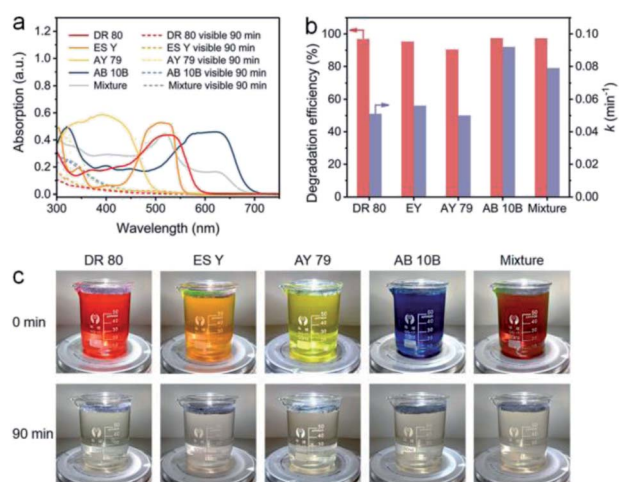 a
1.2
1.0
0.8
0.6
0.4
0.2
0.0
Absorption (a.u.)
DR 80
ES Y
AY 79
AB 10B
Mixture
DR 80 visible 90 min
ES Y visible 90 min
AY 79 visible 90 min
AB 10B visible 90 min
Mixture visible 90 min
300 400 500 600 700
Wavelength (nm)
b
100
80
60
40
20
0
Degradation efficiency (%)
0.10
0.08
0.06
0.04
0.02
0.00
k (min-1)
DR 80 EY AY 79 AB 10B Mixture
c
DR 80 ES Y AY 79 AB 10B Mixture
0 min
90 min